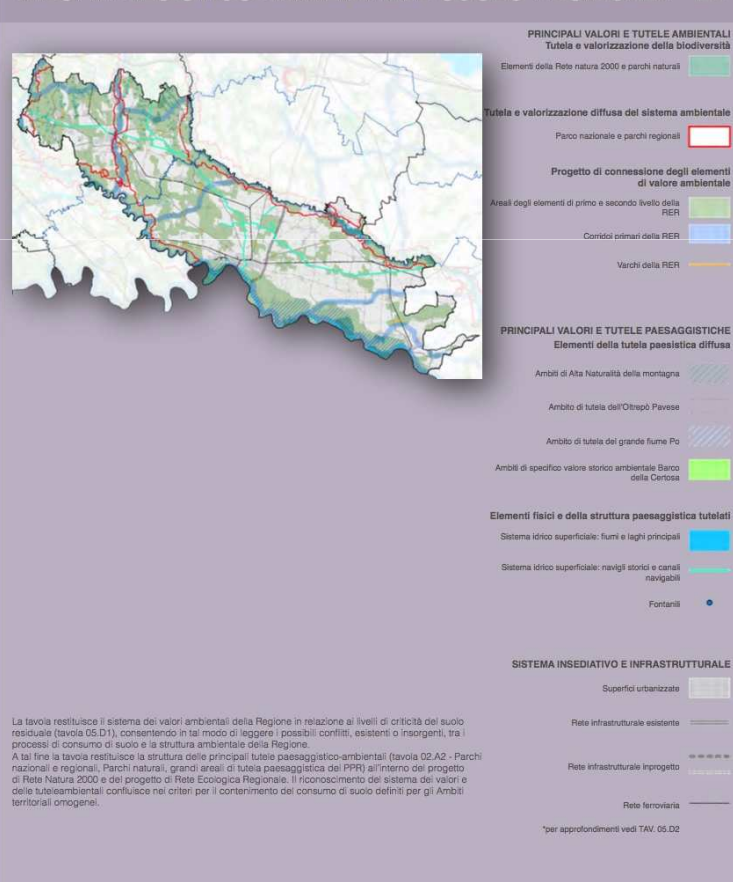 PRINCIPALI VALORI E TUTELE AMBIENTALI
Tutela e valorizzazione della biodiversità
Elementi della Rete natura 2000 e parchi naturali
Tutela e valorizzazione diffusa del sistema ambientale
Parco nazionale e parchi regionali
Progetto di connessione degli elementi
di valore ambientale
Areali degli elementi di primo e secondo livello della
RER
Corridoi primari della RER
Varchi della RER
PRINCIPALI VALORI E TUTELE PAESAGGISTICHE
Elementi della tutela paesistica diffusa
Ambiti di Alta Naturalità della montagna
Ambito di tutela dell'Oltrepò Pavese
Ambito di tutela del grande fiume Po
Ambiti di specifico valore storico ambientale Barco
della Certosa
Elementi fisici e della struttura paesaggistica tutelati
Sistema idrico superficiale: fiumi e laghi principali
Sistema idrico superficiale: navigli storici e canali
navigabili
Fontanili
SISTEMA INSEDIATIVO E INFRASTRUTTURALE
Superfici urbanizzate
Rete infrastrutturale esistente
Rete infrastrutturale inprogetto
Rete ferroviaria
*per approfondimenti vedi TAV. 05.D2
La tavola restituisce il sistema dei valori ambientali della Regione in relazione ai livelli di criticità del suolo
residuale (tavola 05.D1), consentendo in tal modo di leggere i possibili conflitti, esistenti o insorgenti, tra i
processi di consumo di suolo e la struttura ambientale della Regione.
A tal fine la tavola restituisce la struttura delle principali tutele paesaggistico-ambientali (tavola 02.A2 - Parchi
nazionali e regionali, Parchi naturali, grandi areali di tutela paesaggistica del PPR) all'interno del progetto
di Rete Natura 2000 e del progetto di Rete Ecologica Regionale. Il riconoscimento del sistema dei valori e
delle tuteleambientali confluisce nei criteri per il contenimento del consumo di suolo definiti per gli Ambiti
territoriali omogenei.